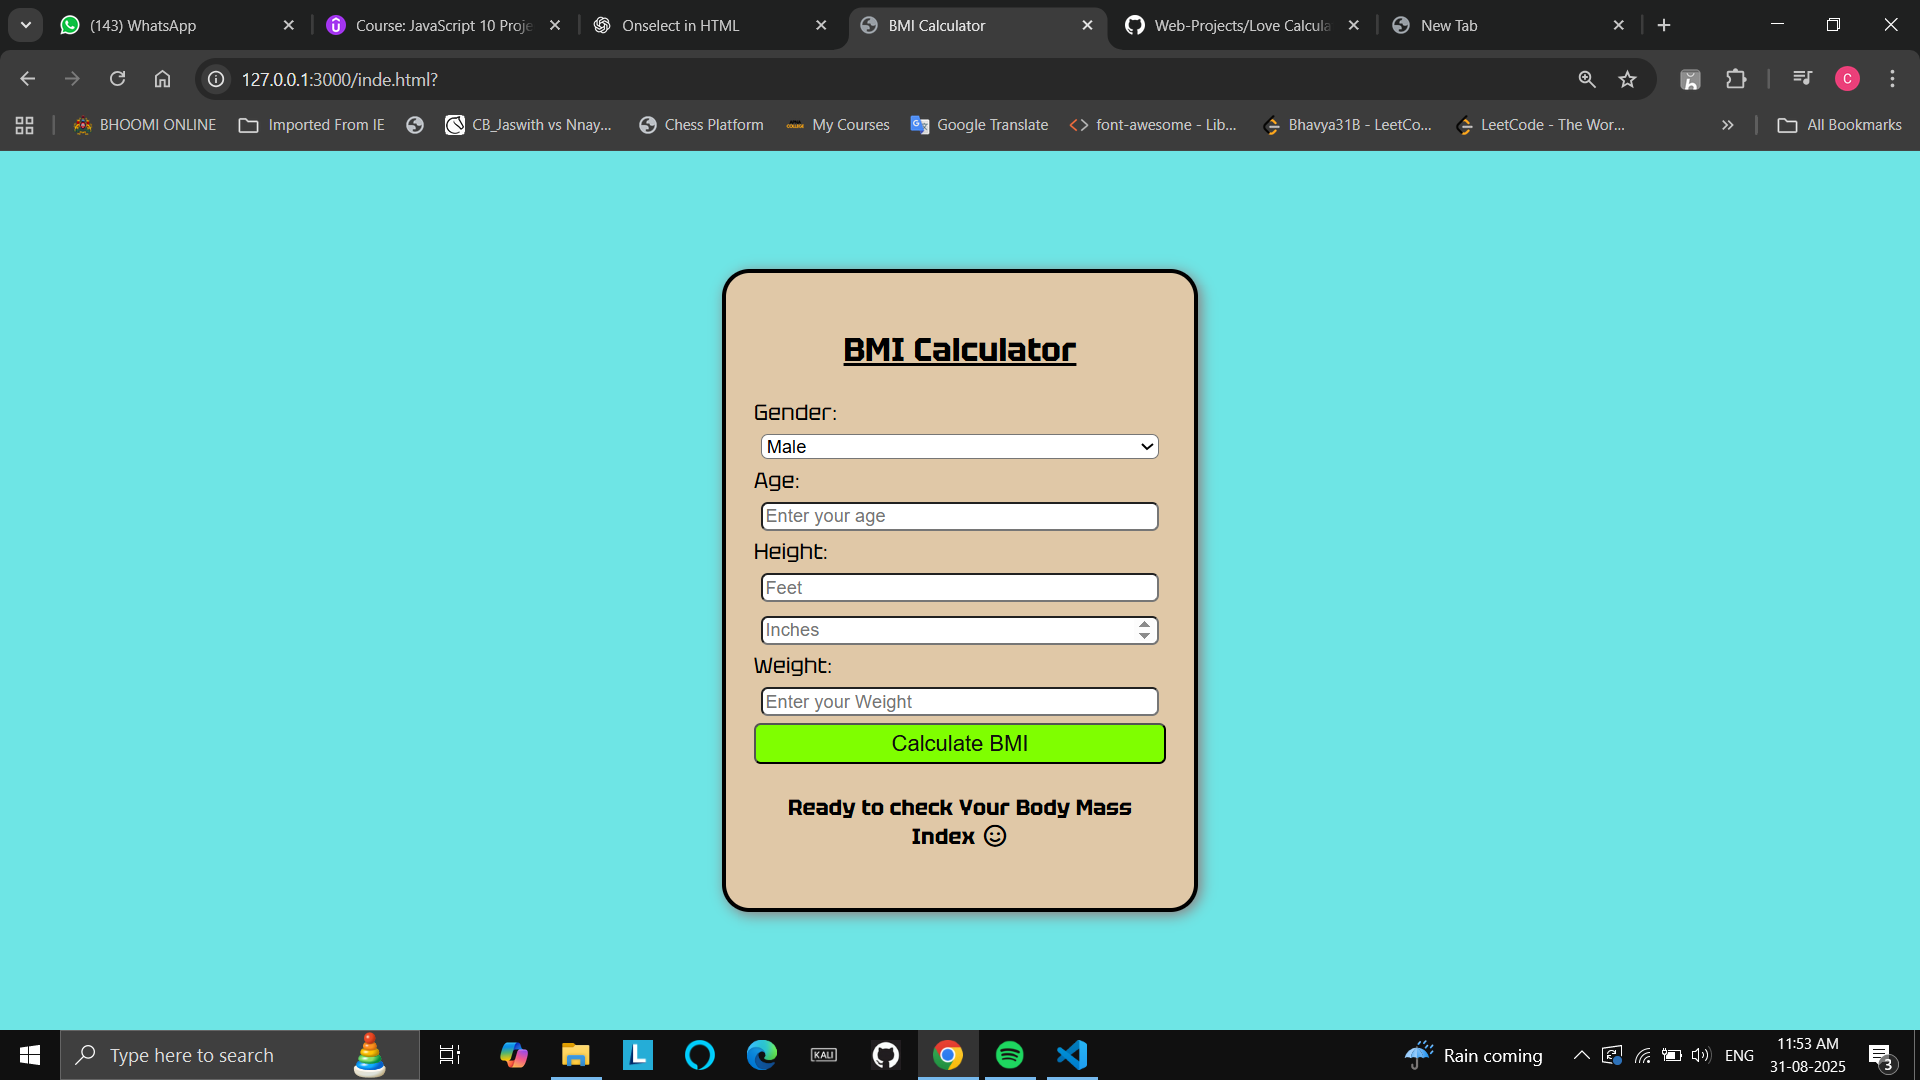 (143) WhatsApp
Course: JavaScript 10 Proje
Onselect in HTML
BMI Calculator
Web-Projects/Love Calcula
New Tab
127.0.0.1:3000/inde.html?
C
BHOOMI ONLINE
Imported From IE
CB_Jaswith vs Nnay...
Chess Platform
My Courses
Google Translate
font-awesome - Lib...
Bhavya31B - LeetCo...
LeetCode - The Wor...
All Bookmarks
BMI Calculator
Gender:
Male
Age:
Enter your age
Height:
Feet
Inches
Weight:
Enter your Weight
Calculate BMI
Ready to check Your Body Mass
Index
Type here to search
L
KALI
Rain coming
ENG
11:53 AM
31-08-2025
3